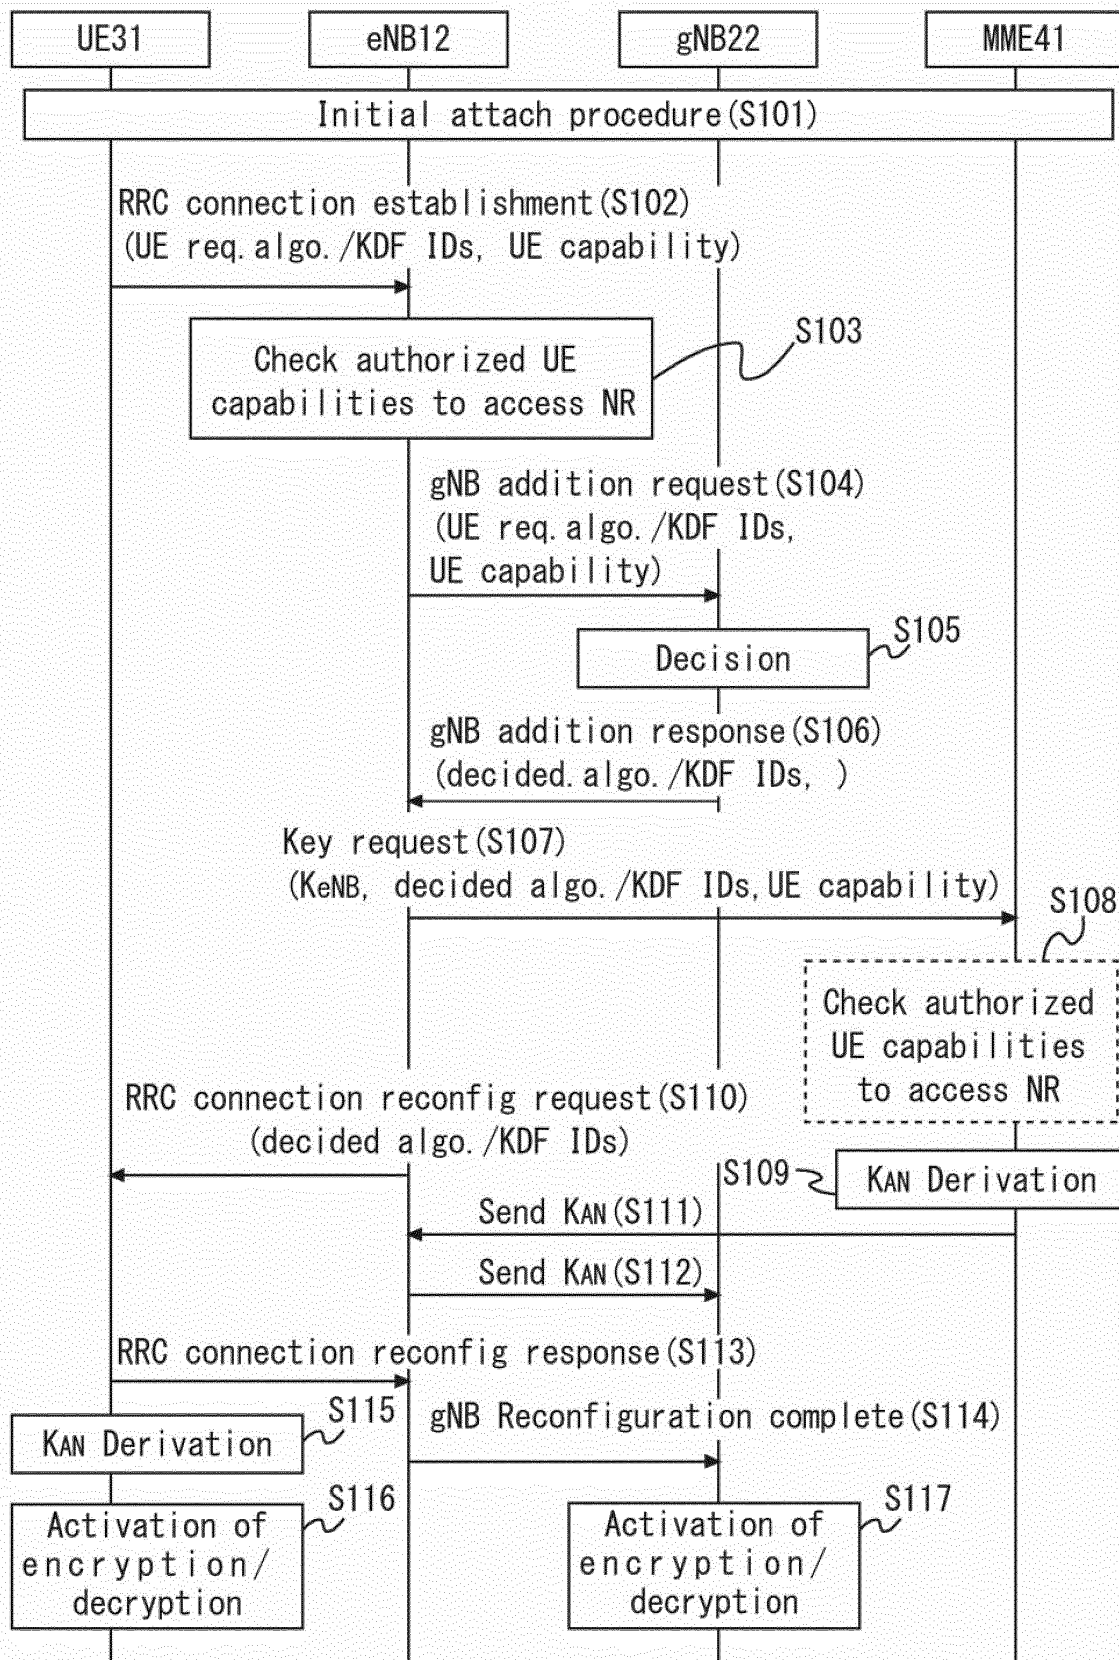 UE31
eNB12
gNB22
MME41
Initial attach procedure(S101)
RRC connection establishment(S102)
(UE req.algo./KDF IDs, UE capability)
S103
Check authorized UE
capabilities to access NR
gNB addition request(S104)
(UE req.algo./KDF IDs,
UE capability)
S105
Decision
gNB addition response(S106)
(decided.algo./KDF IDs, )
Key request(S107)
(KeNB, decided algo./KDF IDs,UE capability)
S108
Check authorized
UE capabilities
to access NR
RRC connection reconfig request(S110)
(decided algo./KDF IDs)
S109
KAN Derivation
Send KAN(S111)
Send KAN(S112)
RRC connection reconfig response(S113)
S115
KAN Derivation
gNB Reconfiguration complete(S114)
S116
Activation of
encryption/
decryption
S117
Activation of
encryption/
decryption